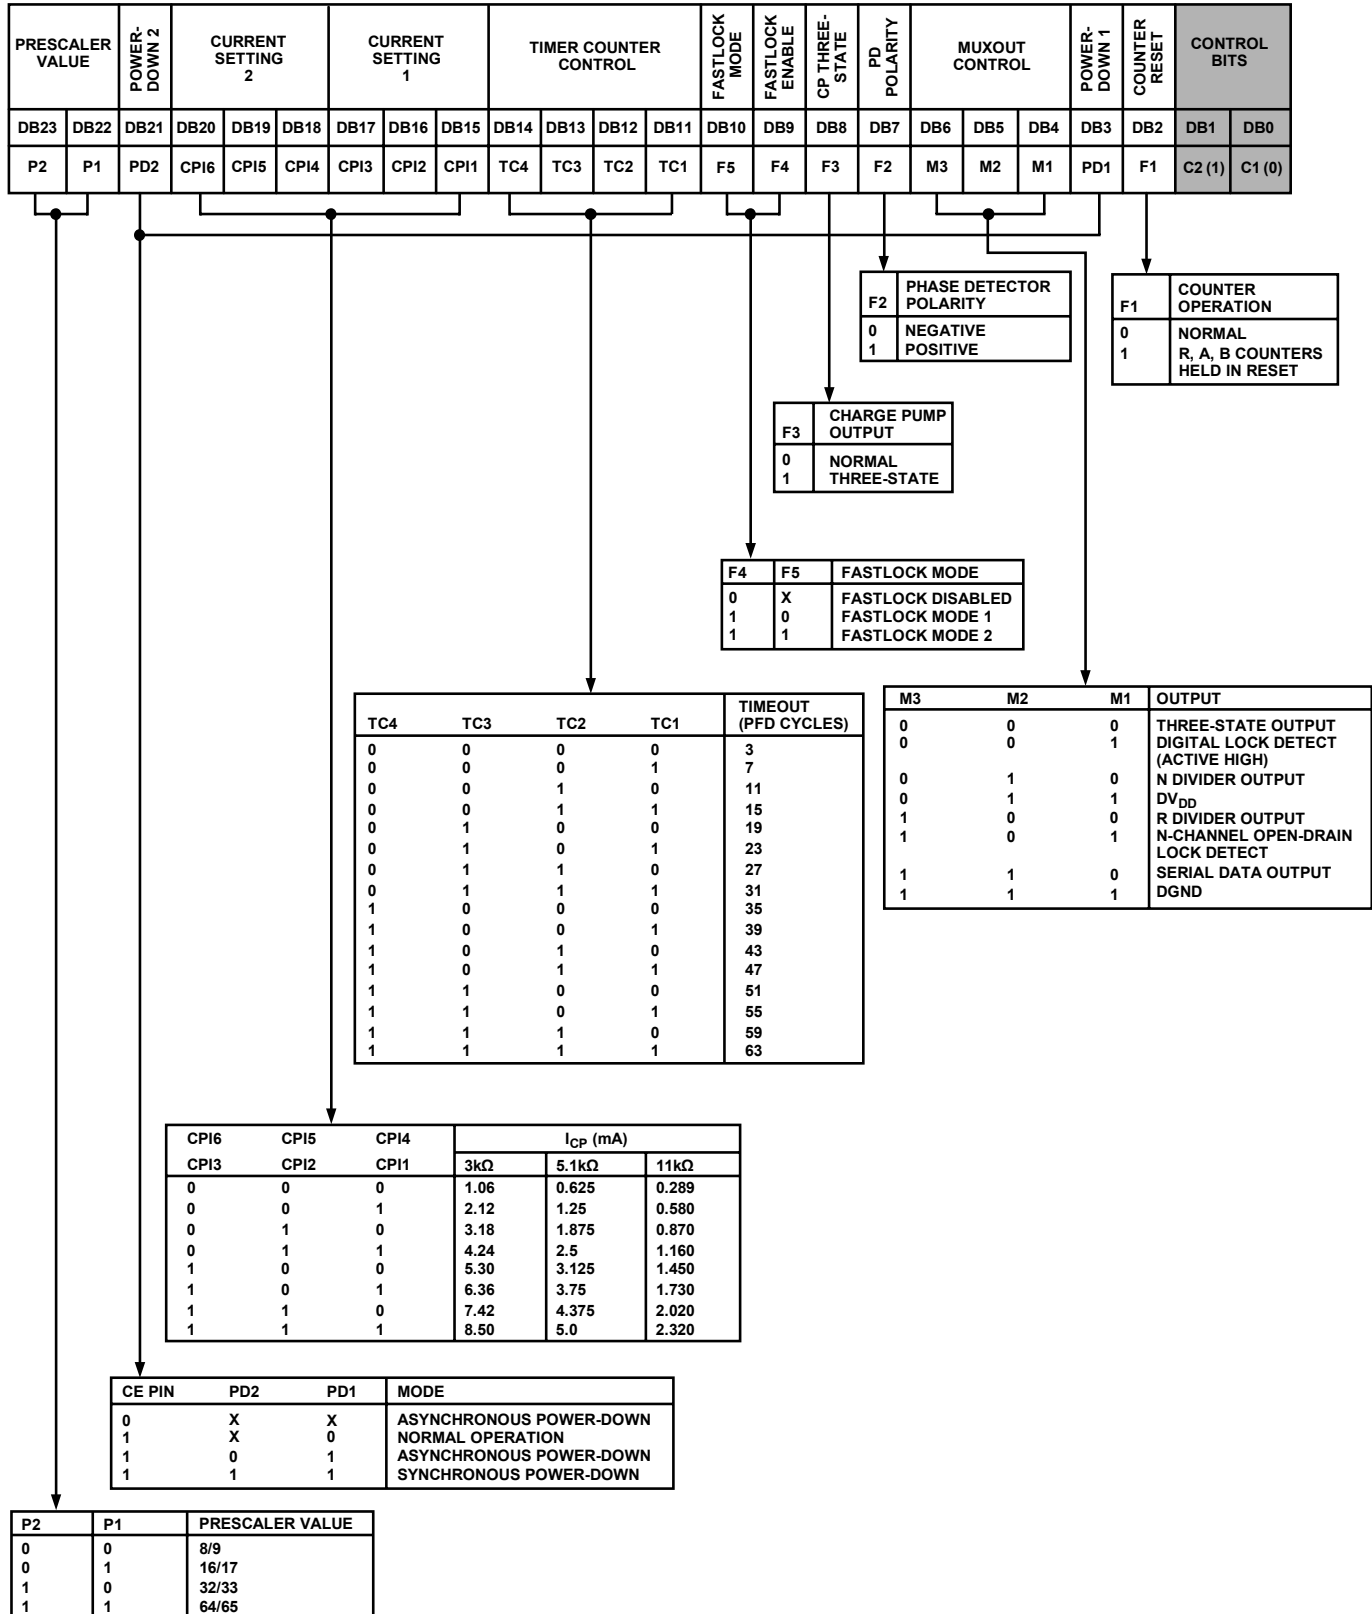 PRESCALER VALUE
POWER-DOWN 2
CURRENT SETTING 2
CURRENT SETTING 1
TIMER COUNTER CONTROL
FASTLOCK MODE
FASTLOCK ENABLE
CP THREE-STATE
PD POLARITY
MUXOUT CONTROL
POWER-DOWN 1
COUNTER RESET
CONTROL BITS
DB23 DB22 DB21 DB20 DB19 DB18 DB17 DB16 DB15 DB14 DB13 DB12 DB11 DB10 DB9 DB8 DB7 DB6 DB5 DB4 DB3 DB2 DB1 DB0
P2 P1 PD2 CPI6 CPI5 CPI4 CPI3 CPI2 CPI1 TC4 TC3 TC2 TC1 F5 F4 F3 F2 M3 M2 M1 PD1 F1 C2 (1) C1 (0)
F2 PHASE DETECTOR POLARITY
0 NEGATIVE
1 POSITIVE
F1 COUNTER OPERATION
0 NORMAL
1 R, A, B COUNTERS
HELD IN RESET
F3 CHARGE PUMP OUTPUT
0 NORMAL
1 THREE-STATE
F4 F5 FASTLOCK MODE
0 X FASTLOCK DISABLED
1 0 FASTLOCK MODE 1
1 1 FASTLOCK MODE 2
TC4 TC3 TC2 TC1 TIMEOUT (PFD CYCLES)
0 0 0 0 3
0 0 0 1 7
0 0 1 0 11
0 0 1 1 15
0 1 0 0 19
0 1 0 1 23
0 1 1 0 27
0 1 1 1 31
1 0 0 0 35
1 0 0 1 39
1 0 1 0 43
1 0 1 1 47
1 1 0 0 51
1 1 0 1 55
1 1 1 0 59
1 1 1 1 63
M3 M2 M1 OUTPUT
0 0 0 THREE-STATE OUTPUT
0 0 1 DIGITAL LOCK DETECT
(ACTIVE HIGH)
0 1 0 N DIVIDER OUTPUT
0 1 1 DVDD
1 0 0 R DIVIDER OUTPUT
1 0 1 N-CHANNEL OPEN-DRAIN
LOCK DETECT
1 1 0 SERIAL DATA OUTPUT
1 1 1 DGND
CPI6 CPI5 CPI4 ICP (mA)
CPI3 CPI2 CPI1 3kΩ 5.1kΩ 11kΩ
0 0 0 1.06 0.625 0.289
0 0 1 2.12 1.25 0.580
0 1 0 3.18 1.875 0.870
0 1 1 4.24 2.5 1.160
1 0 0 5.30 3.125 1.450
1 0 1 6.36 3.75 1.730
1 1 0 7.42 4.375 2.020
1 1 1 8.50 5.0 2.320
CE PIN PD2 PD1 MODE
0 X X ASYNCHRONOUS POWER-DOWN
1 X 0 NORMAL OPERATION
1 0 1 ASYNCHRONOUS POWER-DOWN
1 1 1 SYNCHRONOUS POWER-DOWN
P2 P1 PRESCALER VALUE
0 0 8/9
0 1 16/17
1 0 32/33
1 1 64/65